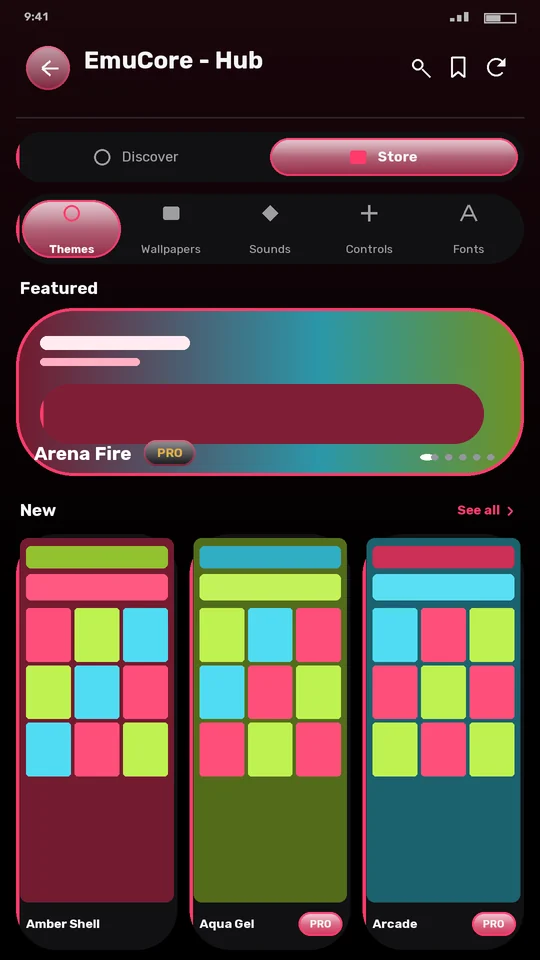 9:41
EmuCore - Hub
Discover
Store
Themes
Wallpapers
Sounds
Controls
Fonts
Featured
Arena Fire
PRO
New
See all
Amber Shell
Aqua Gel
PRO
Arcade
PRO